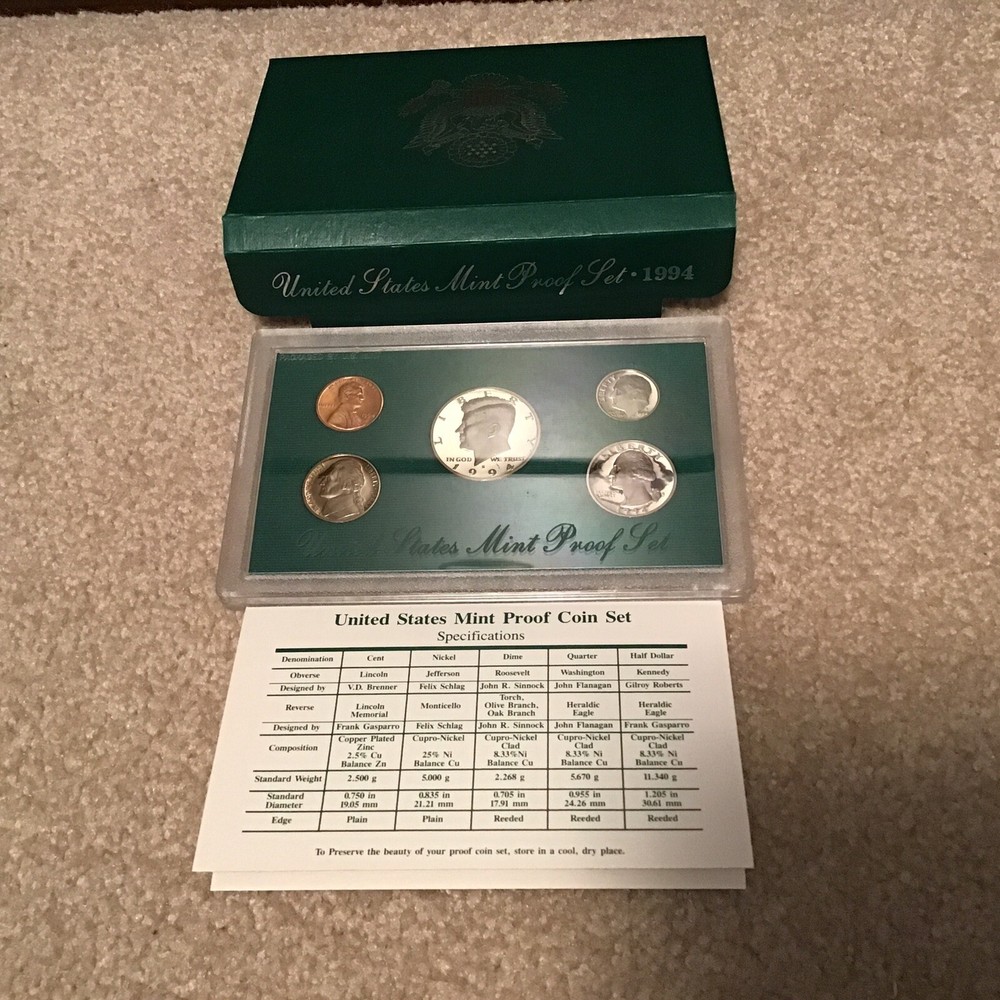 United States Mint Proof Set · 1994
PRODUCED BY U.S. MINT
LIBERTY
IN GOD WE TRUST
1994
LIBERTY
United States Mint Proof Set
United States Mint Proof Coin Set
Specifications
Denomination Cent Nickel Dime Quarter Half Dollar
Obverse Lincoln Jefferson Roosevelt Washington Kennedy
Designed by V.D. Brenner Felix Schlag John R. Sinnock John Flanagan Gilroy Roberts
Reverse Lincoln Memorial Monticello Torch, Olive Branch, Oak Branch Heraldic Eagle Heraldic Eagle
Designed by Frank Gasparro Felix Schlag John R. Sinnock John Flanagan Frank Gasparro
Composition Copper Plated Zinc 2.5% Cu Balance Zn Cupro-Nickel 25% Ni Balance Cu Cupro-Nickel Clad 8.33%Ni Balance Cu Cupro-Nickel Clad 8.33% Ni Balance Cu Cupro-Nickel Clad 8.33% Ni Balance Cu
Standard Weight 2.500 g 5.000 g 2.268 g 5.670 g 11.340 g
Standard Diameter 0.750 in 19.05 mm 0.835 in 21.21 mm 0.705 in 17.91 mm 0.955 in 24.26 mm 1.205 in 30.61 mm
Edge Plain Plain Reeded Reeded Reeded
To Preserve the beauty of your proof coin set, store in a cool, dry place.